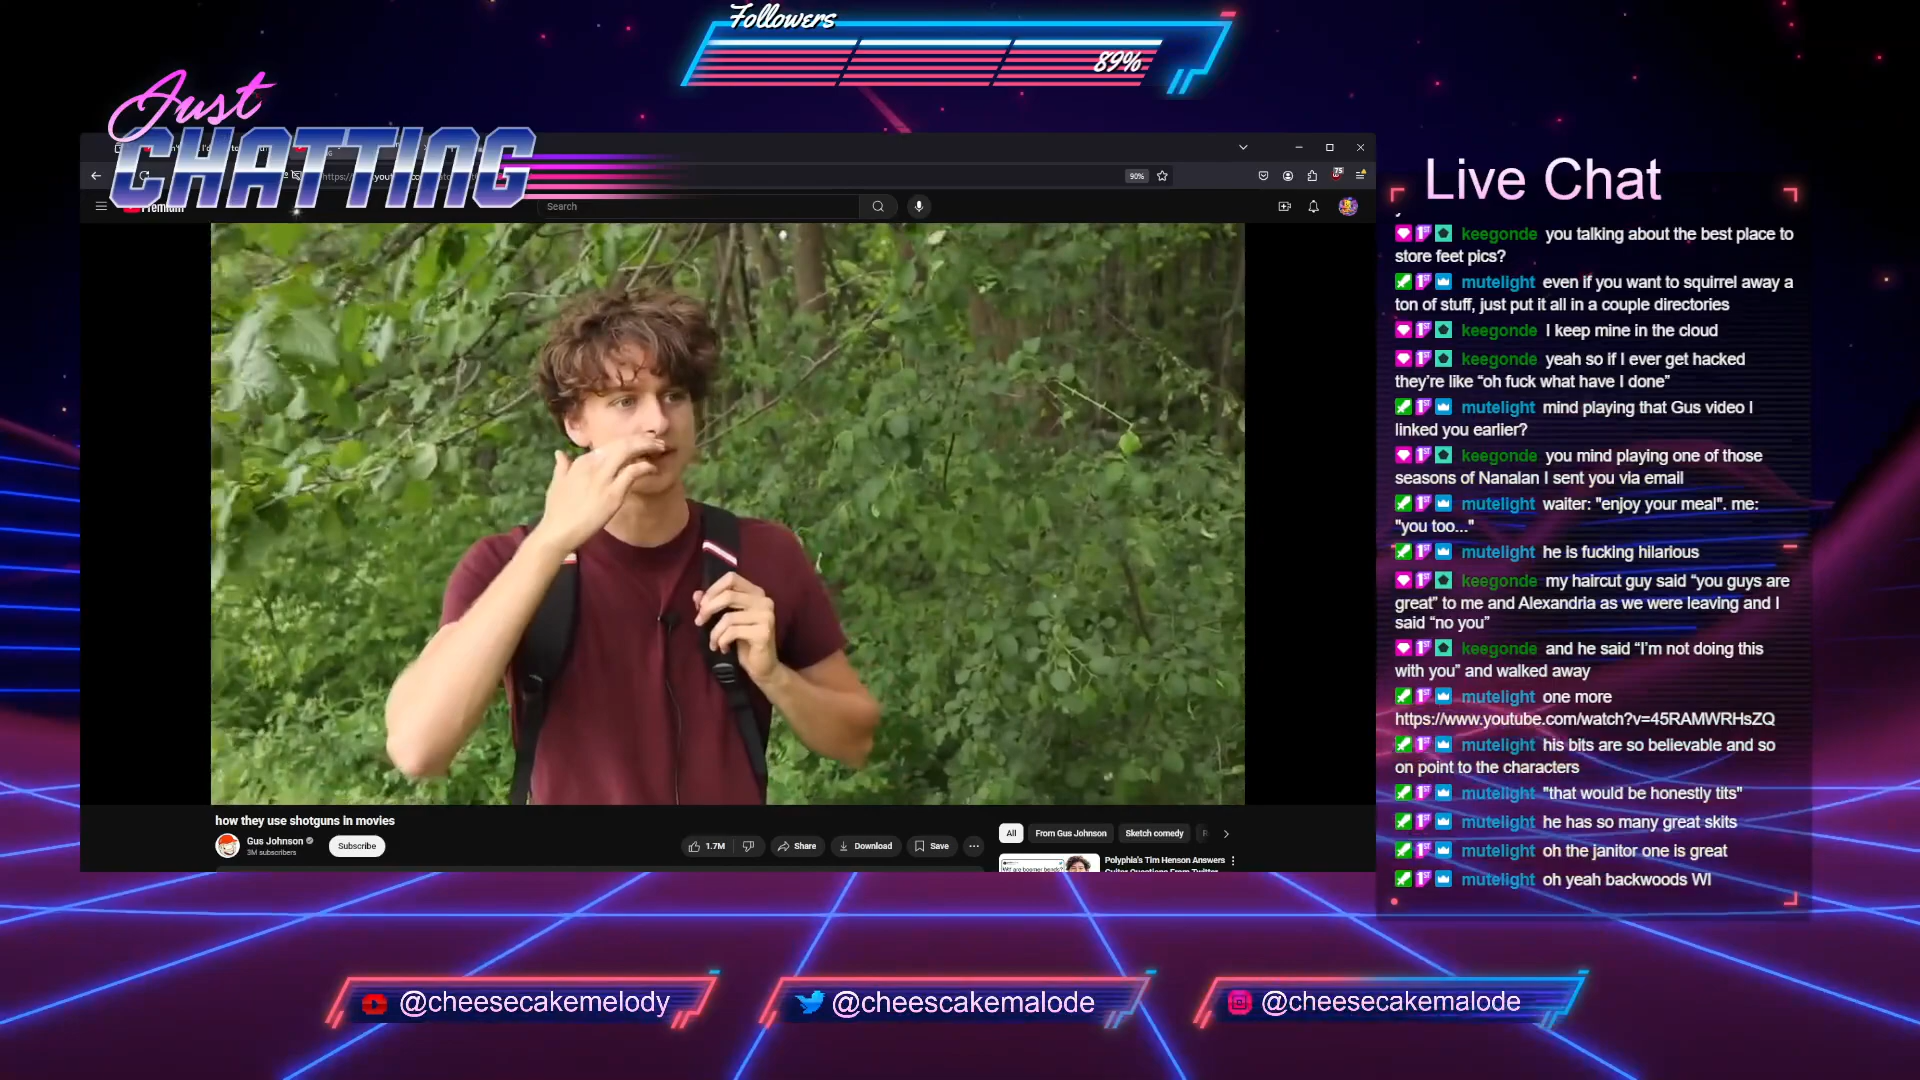 Followers
89%
Just
CHATTING
90%
75
Premium
Search
how they use shotguns in movies
Gus Johnson
3M subscribers
Subscribe
1.7M
Share
Download
Save
All
From Gus Johnson
Sketch comedy
Polyphia's Tim Henson Answers
Guitar Questions From Twitter
Live Chat
keegonde you talking about the best place to
store feet pics?
mutelight even if you want to squirrel away a
ton of stuff, just put it all in a couple directories
keegonde I keep mine in the cloud
keegonde yeah so if I ever get hacked
they're like “oh fuck what have I done”
mutelight mind playing that Gus video I
linked you earlier?
keegonde you mind playing one of those
seasons of Nanalan I sent you via email
mutelight waiter: "enjoy your meal". me:
"you too..."
mutelight he is fucking hilarious
keegonde my haircut guy said “you guys are
great” to me and Alexandria as we were leaving and I
said “no you”
keegonde and he said “I'm not doing this
with you” and walked away
mutelight one more
https://www.youtube.com/watch?v=45RAMWRHsZQ
mutelight his bits are so believable and so
on point to the characters
mutelight "that would be honestly tits"
mutelight he has so many great skits
mutelight oh the janitor one is great
mutelight oh yeah backwoods WI
@cheesecakemelody
@cheescakemalode
@cheesecakemalode